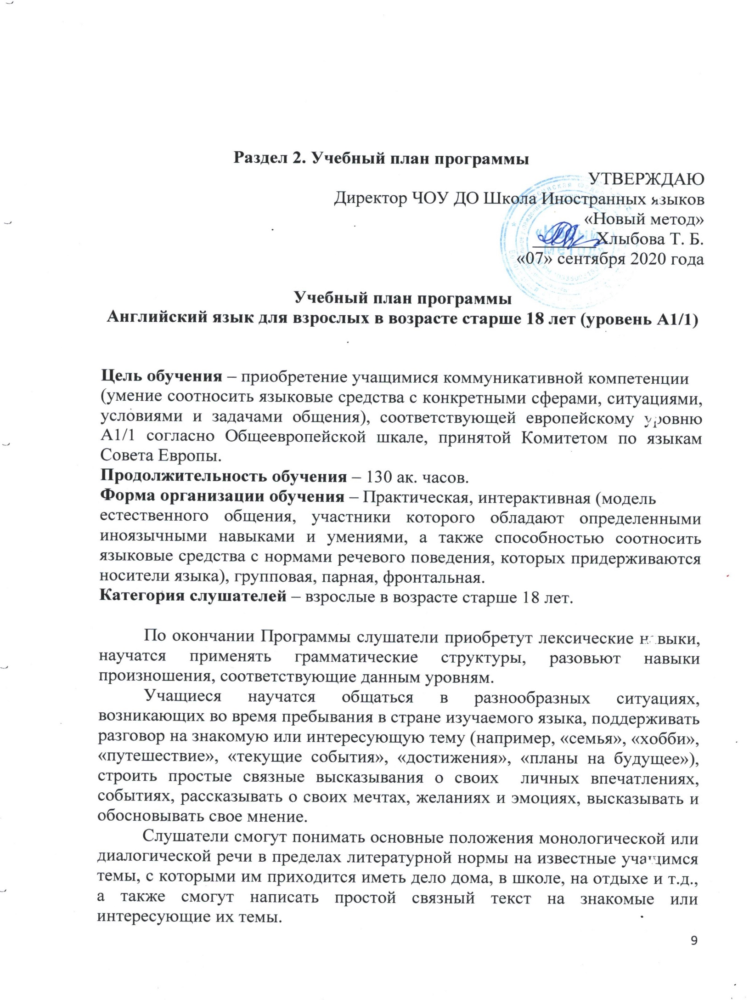 Раздел 2. Учебный план программы
УТВЕРЖДАЮ
Директор ЧОУ ДО Школа Иностранных языков
«Новый метод»
Хлыбова Т. Б.
«07» сентября 2020 года
«Новый
метод»
Учебный план программы
Английский язык для взрослых в возрасте старше 18 лет (уровень А1/1)
Цель обучения – приобретение учащимися коммуникативной компетенции
(умение соотносить языковые средства с конкретными сферами, ситуациями,
условиями и задачами общения), соответствующей европейскому уровню
А1/1 согласно Общеевропейской шкале, принятой Комитетом по языкам
Совета Европы.
Продолжительность обучения – 130 ак. часов.
Форма организации обучения – Практическая, интерактивная (модель
естественного общения, участники которого обладают определенными
иноязычными навыками и умениями, а также способностью соотносить
языковые средства с нормами речевого поведения, которых придерживаются
носители языка), групповая, парная, фронтальная.
Категория слушателей – взрослые в возрасте старше 18 лет.
По окончании Программы слушатели приобретут лексические навыки,
научатся применять грамматические структуры, разовьют навыки
произношения, соответствующие данным уровням.
Учащиеся научатся общаться в разнообразных ситуациях,
возникающих во время пребывания в стране изучаемого языка, поддерживать
разговор на знакомую или интересующую тему (например, «семья», «хобби»,
«путешествие», «текущие события», «достижения», «планы на будущее»),
строить простые связные высказывания о своих личных впечатлениях,
событиях, рассказывать о своих мечтах, желаниях и эмоциях, высказывать и
обосновывать свое мнение.
Слушатели смогут понимать основные положения монологической или
диалогической речи в пределах литературной нормы на известные учащимся
темы, с которыми им приходится иметь дело дома, в школе, на отдыхе и т.д.,
а также смогут написать простой связный текст на знакомые или
интересующие их темы.
9